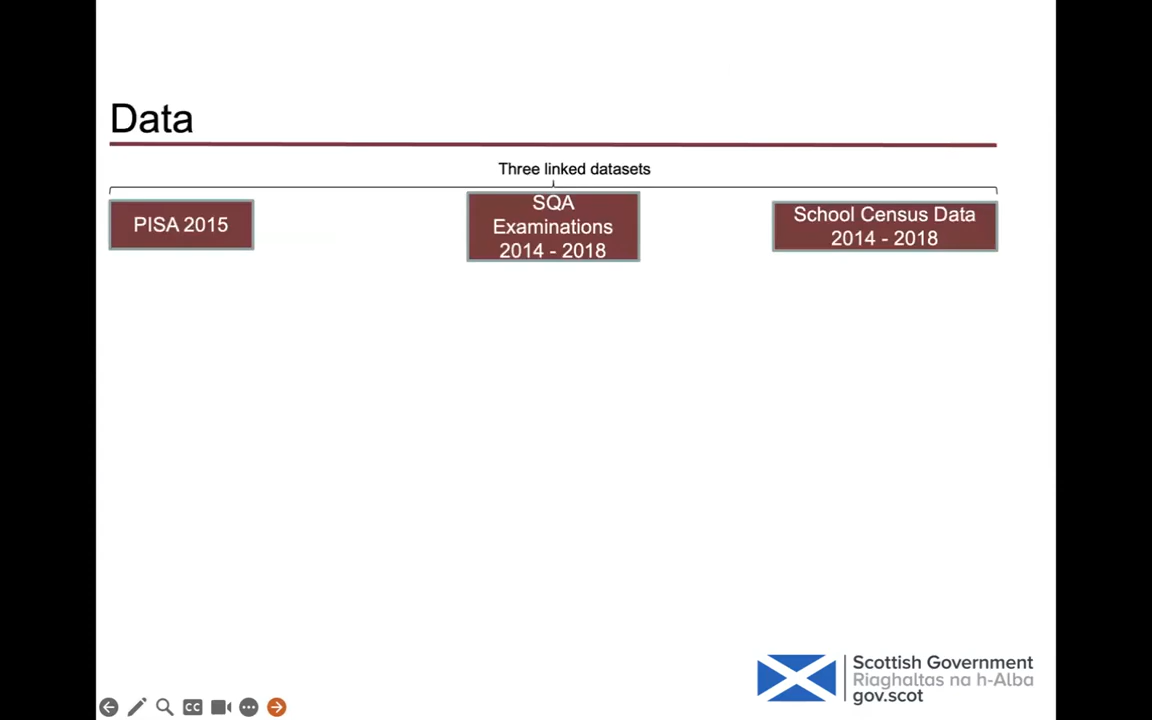 Data
Three linked datasets
PISA 2015
SQA
Examinations
2014 - 2018
School Census Data
2014 - 2018
Scottish Government
Riaghaltas na h-Alba
gov.scot
CC